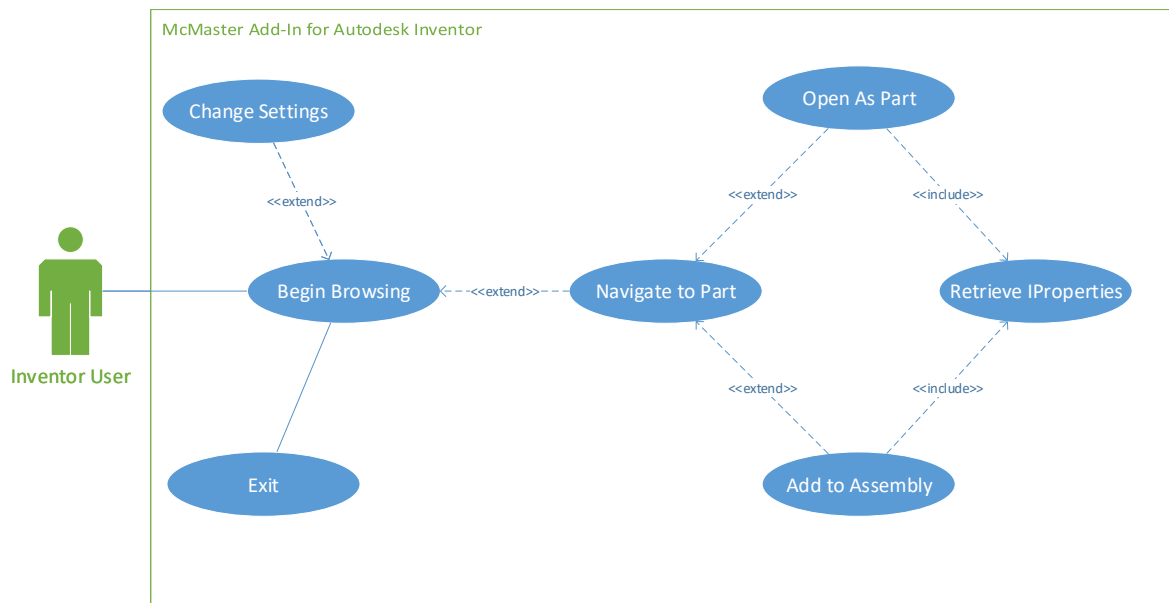 McMaster Add-In for Autodesk Inventor
Change Settings
Open As Part
<<extend>>
<<extend>>
<<include>>
Begin Browsing
<<extend>>
Navigate to Part
Retrieve IProperties
Inventor User
<<extend>>
<<include>>
Exit
Add to Assembly